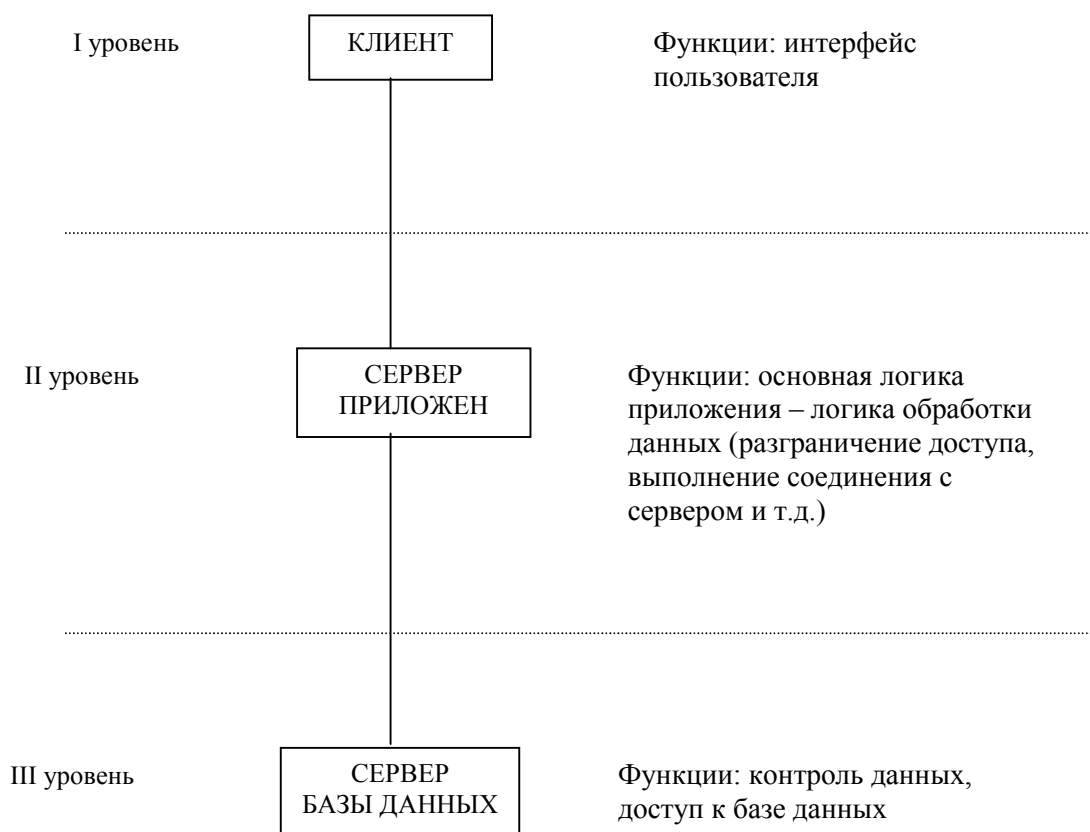 I уровень
КЛИЕНТ
Функции: интерфейс
пользователя
II уровень
СЕРВЕР
ПРИЛОЖЕН
Функции: основная логика
приложения – логика обработки
данных (разграничение доступа,
выполнение соединения с
сервером и т.д.)
III уровень
СЕРВЕР
БАЗЫ ДАННЫХ
Функции: контроль данных,
доступ к базе данных